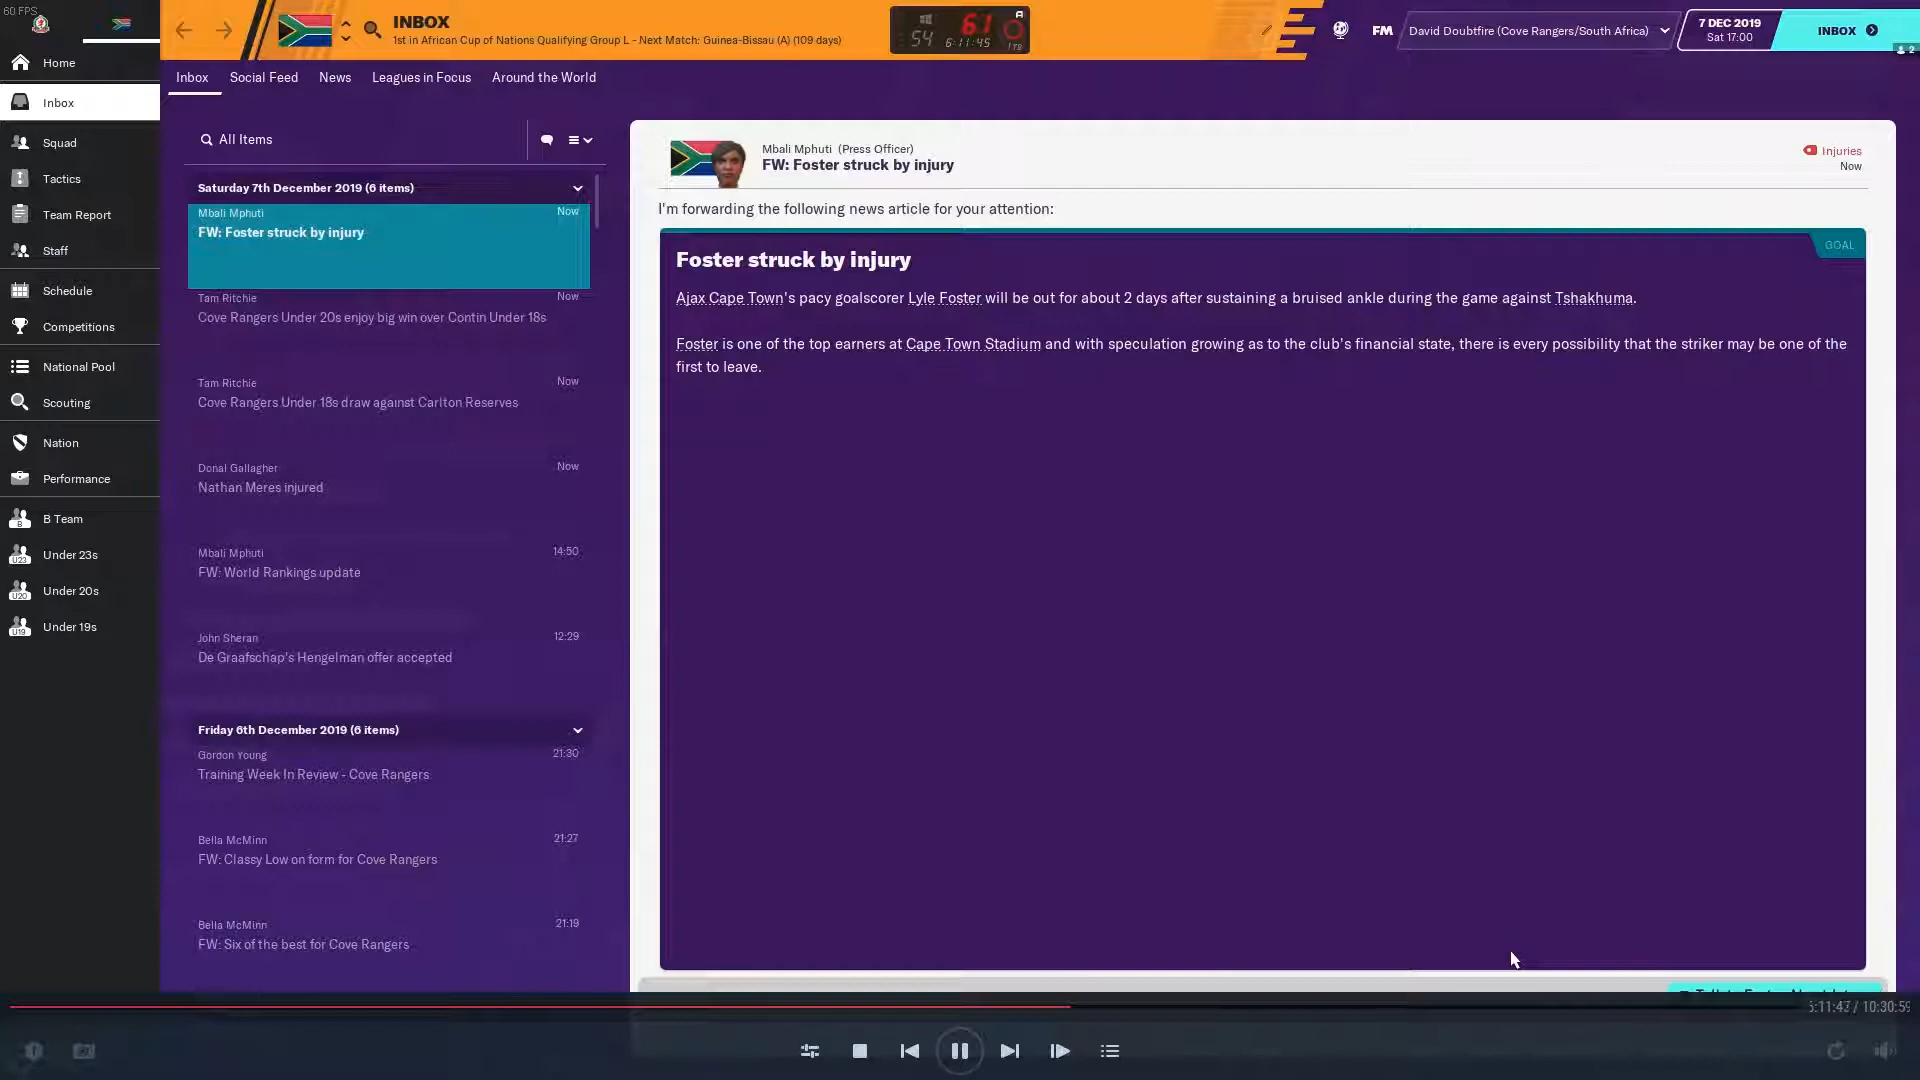 60 FPS
INBOX
1st in African Cup of Nations Qualifying Group L - Next Match: Guinea-Bissau (A) (109 days)
54
61
6:11:45
A
FM
David Doubtfire (Cove Rangers/South Africa)
7 DEC 2019
Sat 17:00
INBOX
2
Home
Inbox
Squad
Tactics
Team Report
Staff
Schedule
Competitions
National Pool
Scouting
Nation
Performance
B
B Team
U23
Under 23s
U20
Under 20s
U19
Under 19s
Inbox
Social Feed
News
Leagues in Focus
Around the World
All Items
Saturday 7th December 2019 (6 items)
Mbali Mphuti
Now
FW: Foster struck by injury
Tam Ritchie
Now
Cove Rangers Under 20s enjoy big win over Contin Under 18s
Tam Ritchie
Now
Cove Rangers Under 18s draw against Carlton Reserves
Donal Gallagher
Now
Nathan Meres injured
Mbali Mphuti
14:50
FW: World Rankings update
John Sheran
12:29
De Graafschap's Hengelman offer accepted
Friday 6th December 2019 (6 items)
Gordon Young
21:30
Training Week In Review - Cove Rangers
Bella McMinn
21:27
FW: Classy Low on form for Cove Rangers
Bella McMinn
21:19
FW: Six of the best for Cove Rangers
Mbali Mphuti (Press Officer)
FW: Foster struck by injury
Injuries
Now
I'm forwarding the following news article for your attention:
GOAL
Foster struck by injury
Ajax Cape Town's pacy goalscorer Lyle Foster will be out for about 2 days after sustaining a bruised ankle during the game against Tshakhuma.
Foster is one of the top earners at Cape Town Stadium and with speculation growing as to the club's financial state, there is every possibility that the striker may be one of the
first to leave.
/ 10:30:59